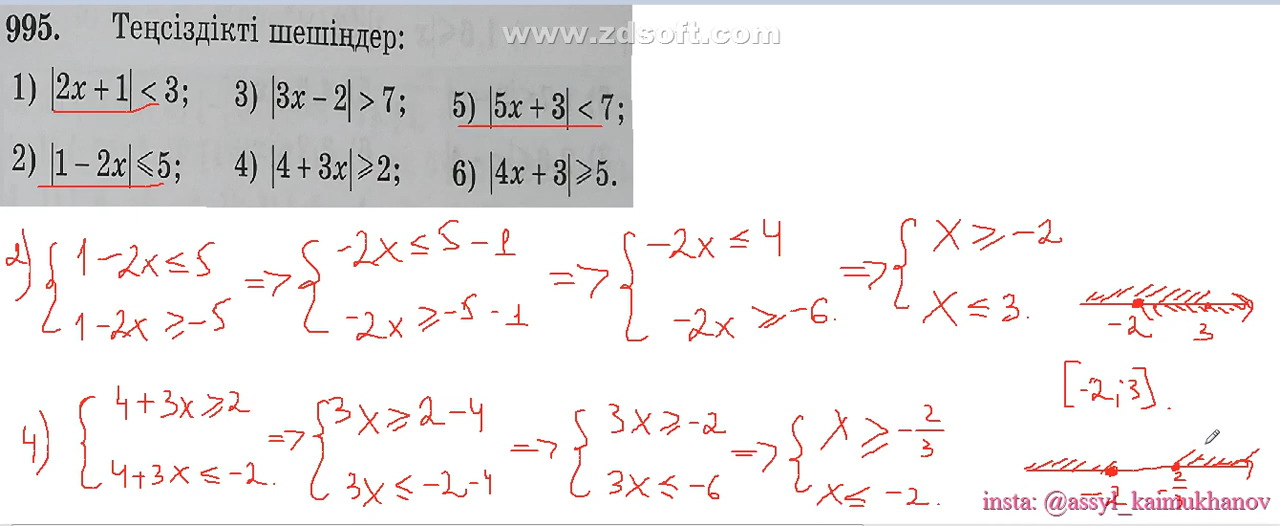 995. Теңсіздікті шешіңдер:
www.zdsoft.com
1) |2x + 1| < 3; 3) |3x − 2| > 7; 5) |5x + 3| < 7;
2) |1 − 2x| ⩽ 5; 4) |4 + 3x| ⩾ 2; 6) |4x + 3| ⩾ 5.
2) { 1 − 2x ≤ 5 => { −2x ≤ 5 − 1 => { −2x ≤ 4 => { x ≥ −2
1 − 2x ≥ −5 −2x ≥ −5 − 1 −2x ≥ −6. x ≤ 3.
−2 3
[−2; 3].
4) { 4 + 3x ≥ 2 => { 3x ≥ 2 − 4 => { 3x ≥ −2 => { x ≥ −2/3
4 + 3x ≤ −2. 3x ≤ −2 − 4 3x ≤ −6 x ≤ −2.
−2 −2/3
insta: @assyl_kaimukhanov